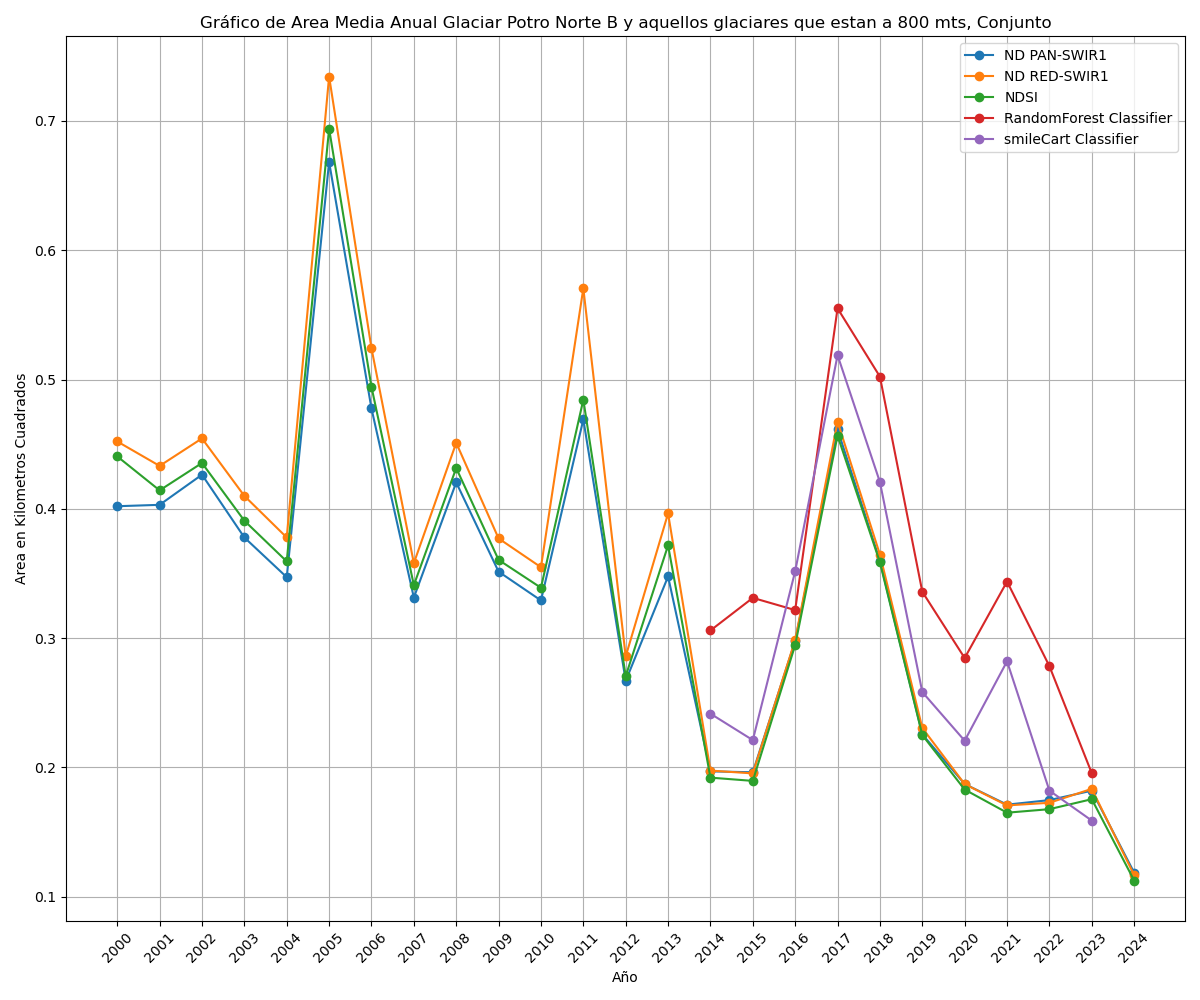 Gráfico de Area Media Anual Glaciar Potro Norte B y aquellos glaciares que estan a 800 mts, Conjunto
ND PAN-SWIR1
ND RED-SWIR1
NDSI
RandomForest Classifier
smileCart Classifier
Area en Kilometros Cuadrados
0.7
0.6
0.5
0.4
0.3
0.2
0.1
2000 2001 2002 2003 2004 2005 2006 2007 2008 2009 2010 2011 2012 2013 2014 2015 2016 2017 2018 2019 2020 2021 2022 2023 2024
Año